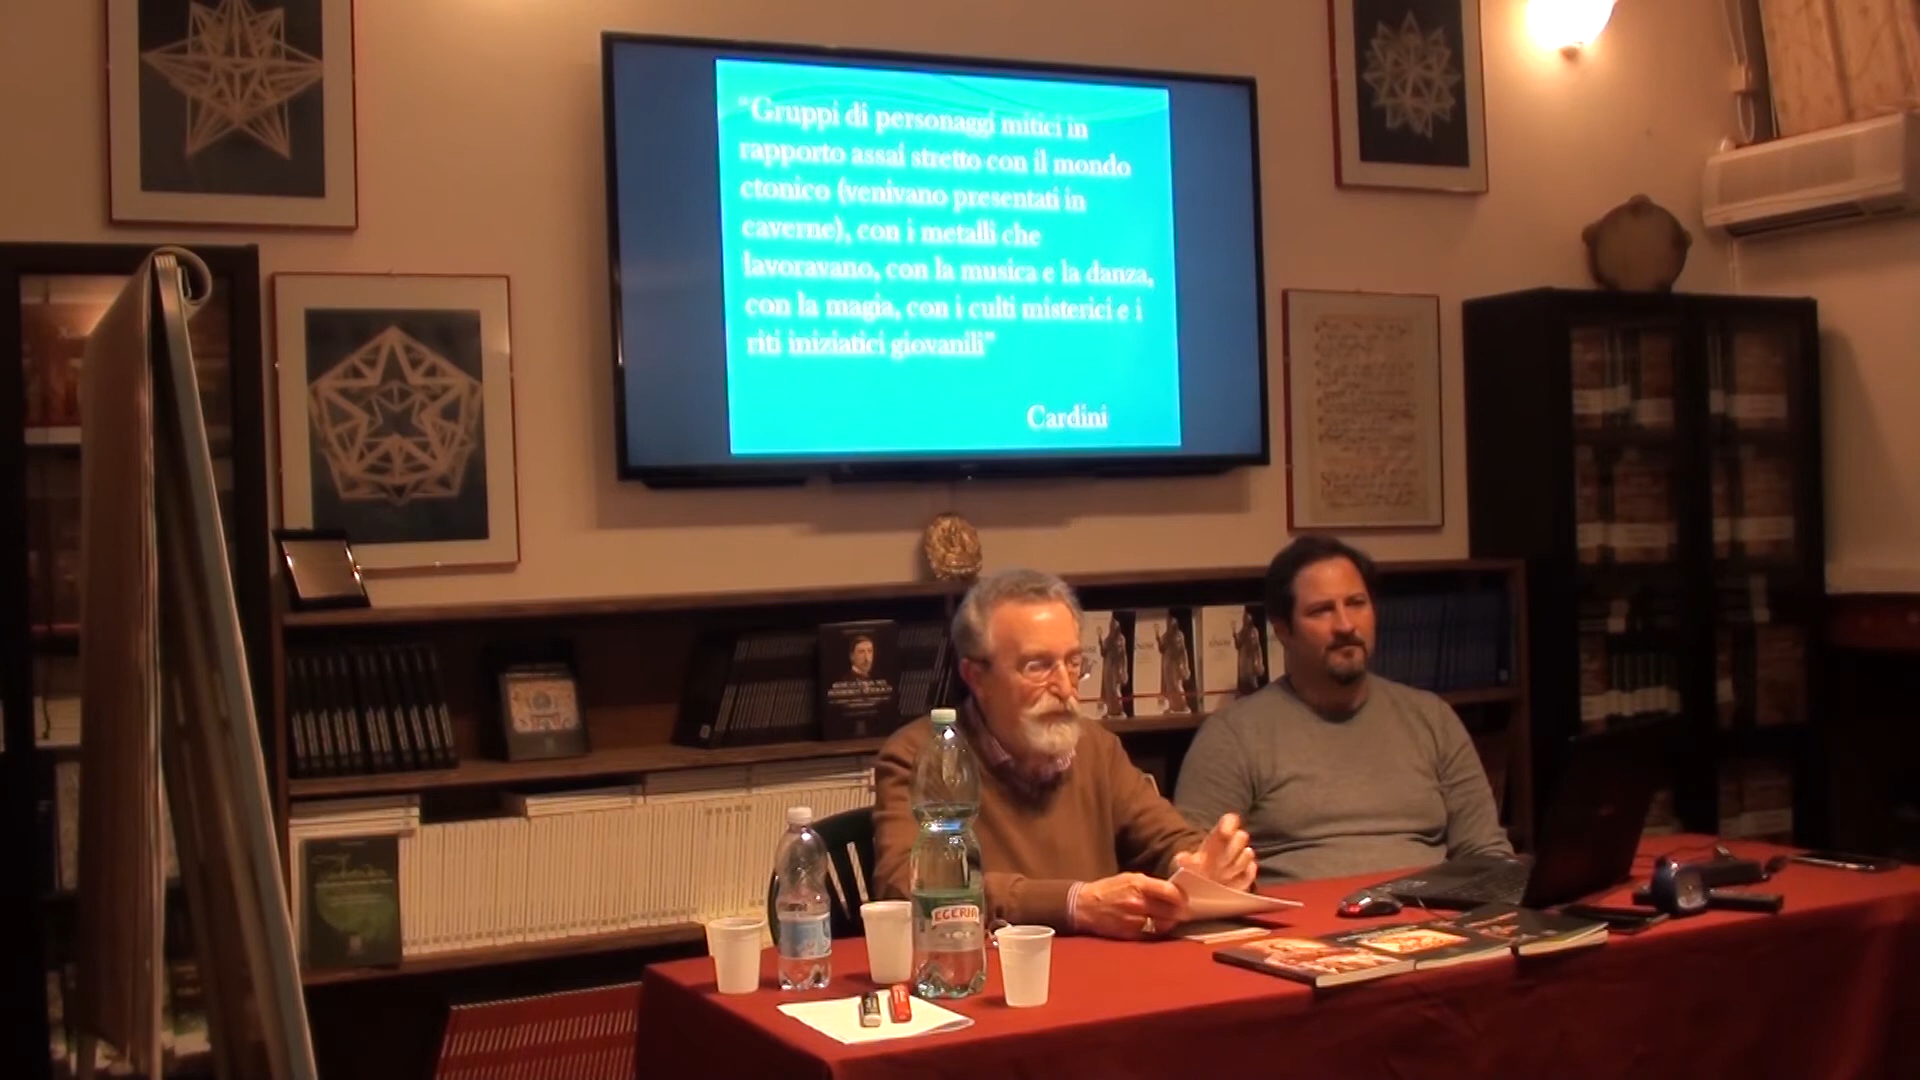 "Gruppi di personaggi mitici in
rapporto assai stretto con il mondo
ctonico (venivano presentati in
caverne), con i metalli che
lavoravano, con la musica e la danza,
con la magia, con i culti misterici e i
riti iniziatici giovanili"
Cardini
EGERIA